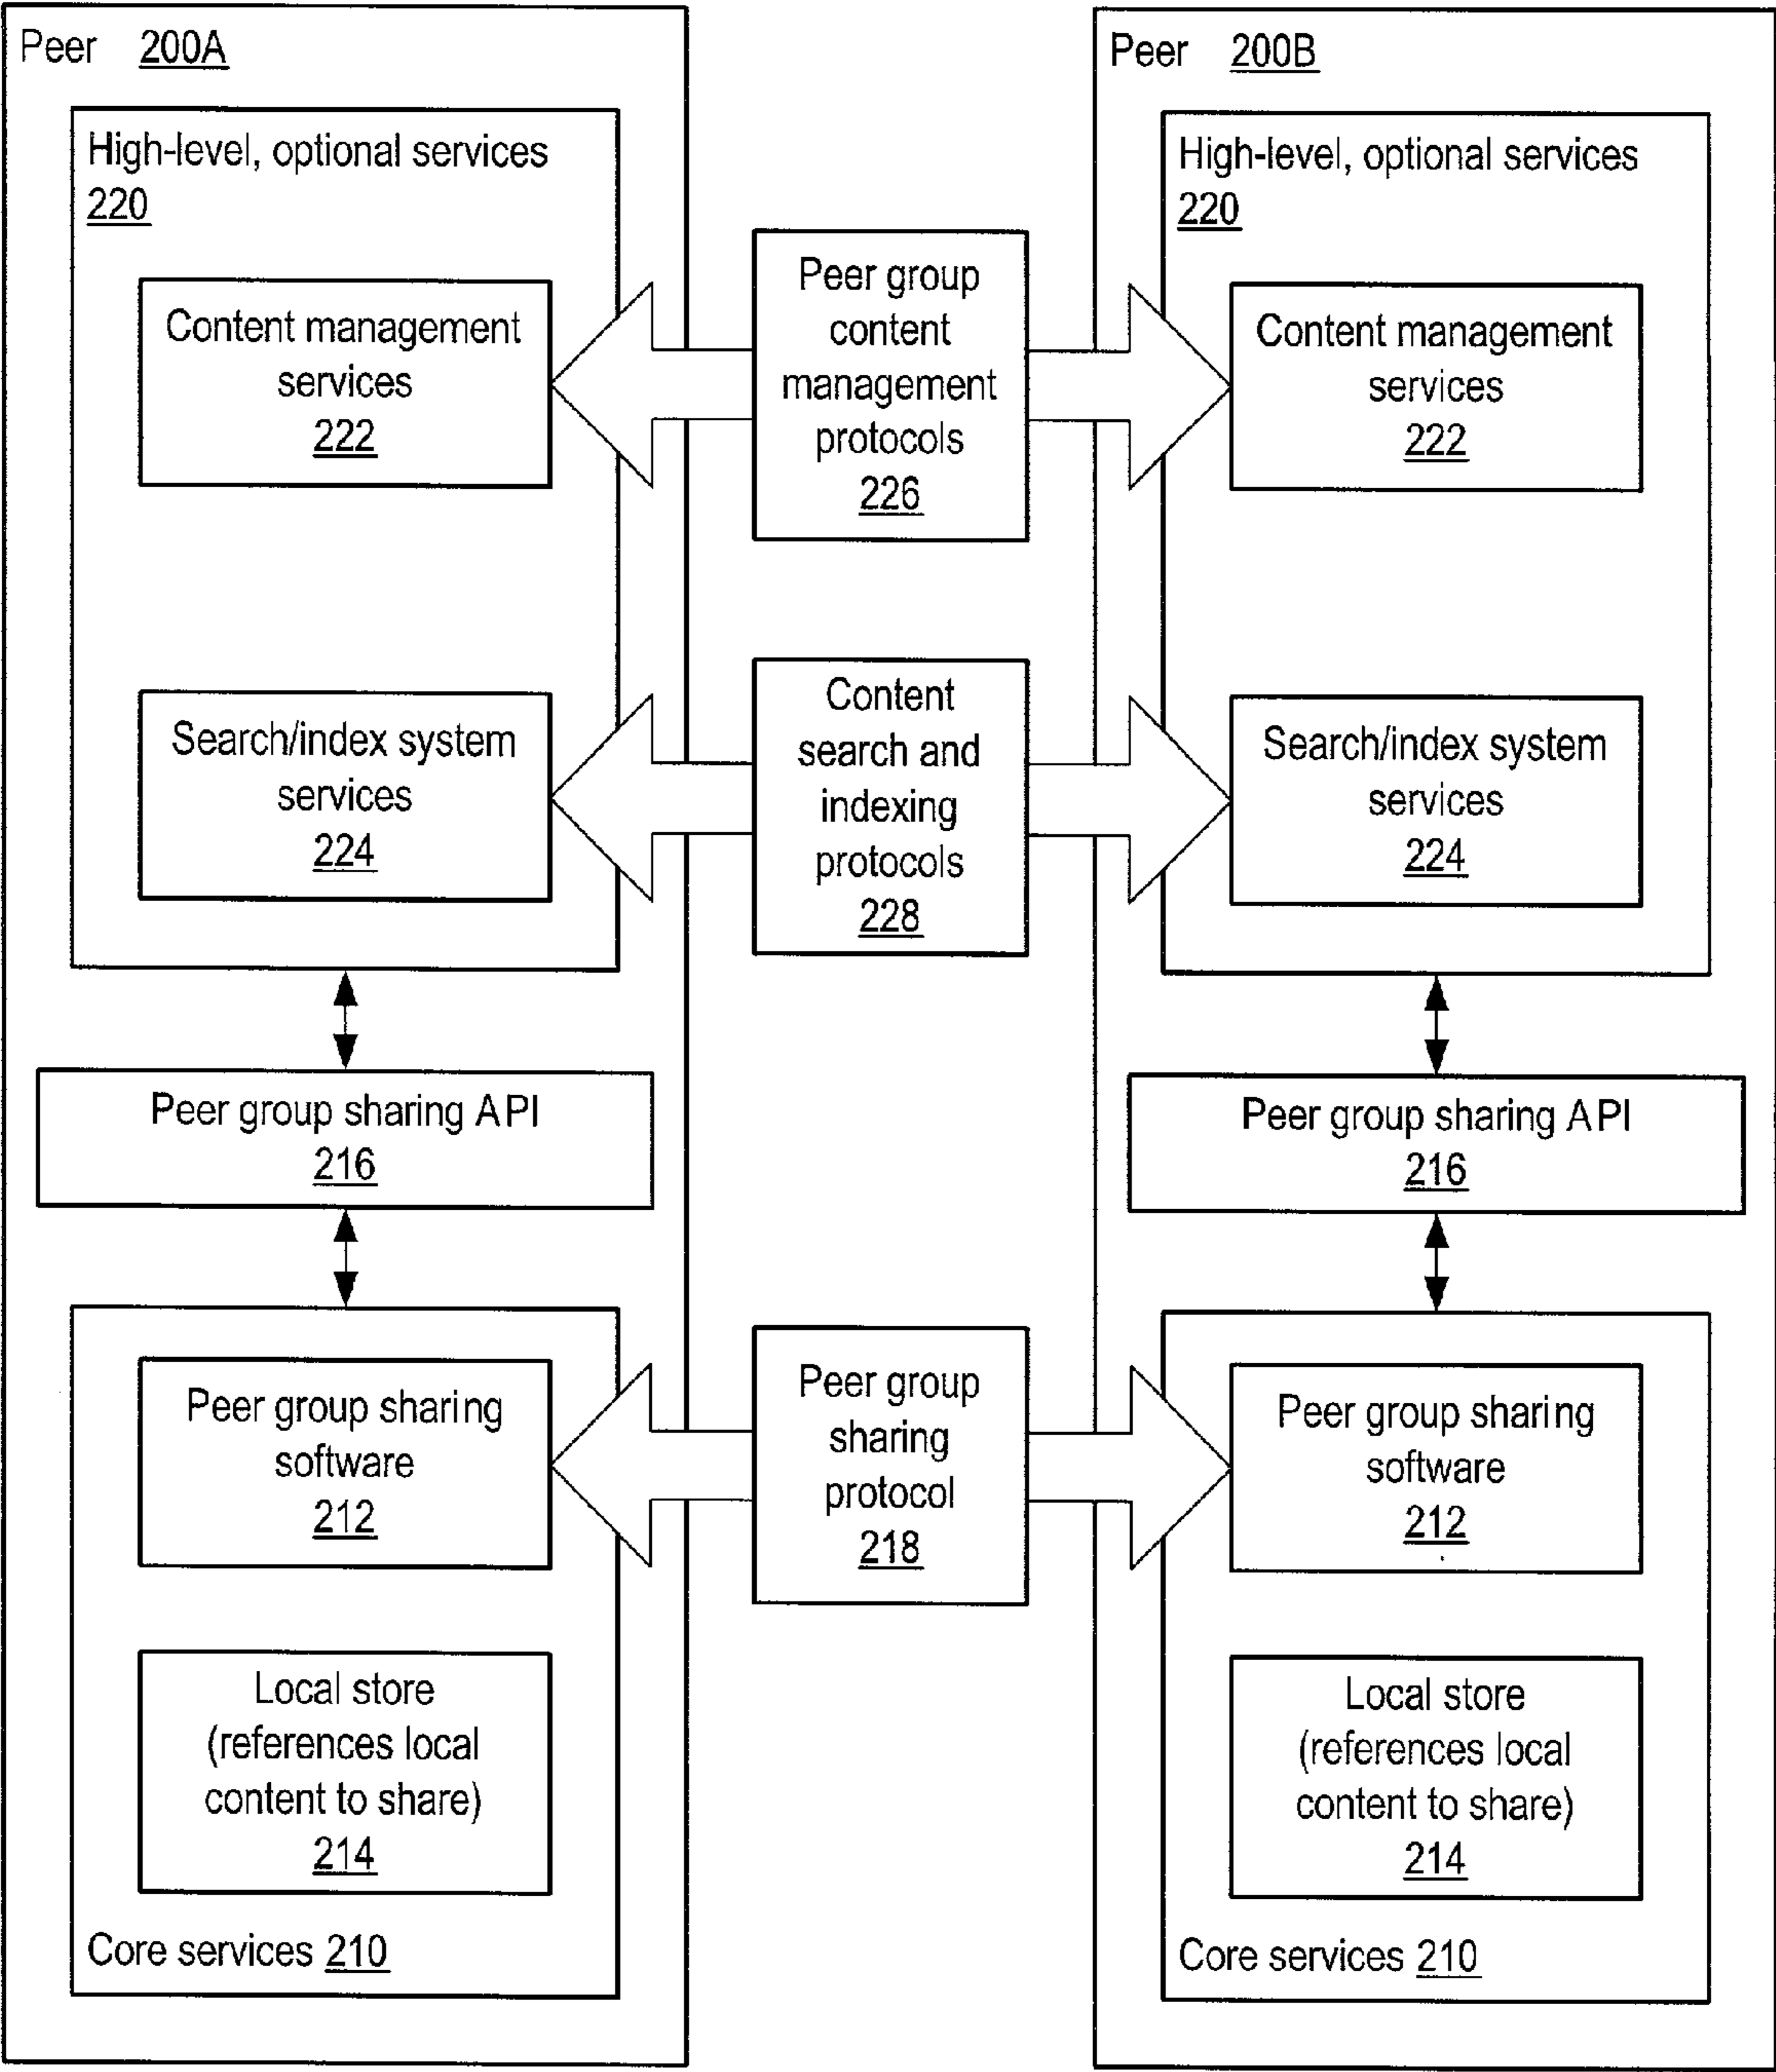 Peer 200A
High-level, optional services
220
Content management
services
222
Search/index system
services
224
Peer group sharing API
216
Peer group sharing
software
212
Local store
(references local
content to share)
214
Core services 210
Peer group
content
management
protocols
226
Content
search and
indexing
protocols
228
Peer group
sharing
protocol
218
Peer 200B
High-level, optional services
220
Content management
services
222
Search/index system
services
224
Peer group sharing API
216
Peer group sharing
software
212
Local store
(references local
content to share)
214
Core services 210